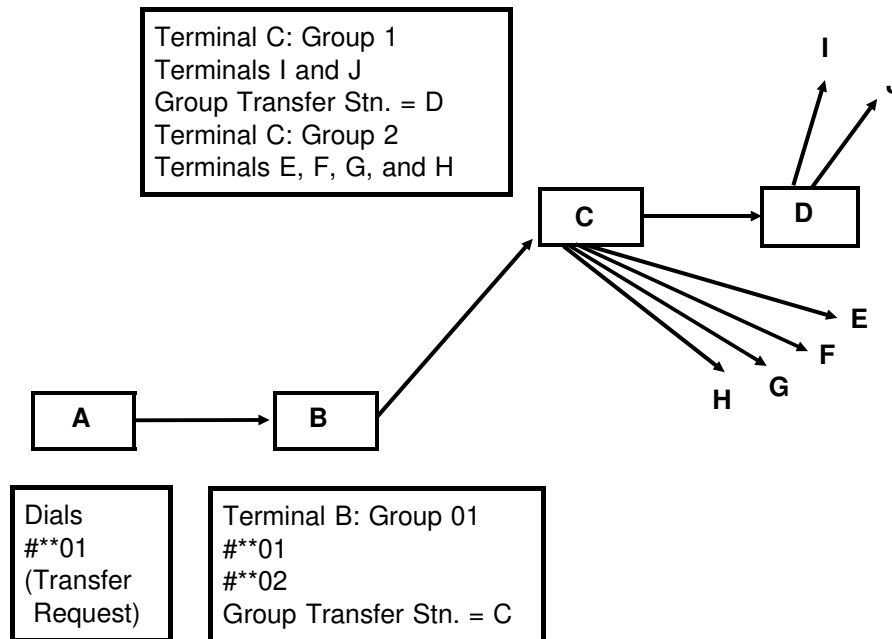 Terminal C: Group 1
Terminals I and J
Group Transfer Stn. = D
Terminal C: Group 2
Terminals E, F, G, and H
I
J
C
D
E
F
G
H
A
B
Dials
#**01
(Transfer
Request)
Terminal B: Group 01
#**01
#**02
Group Transfer Stn. = C